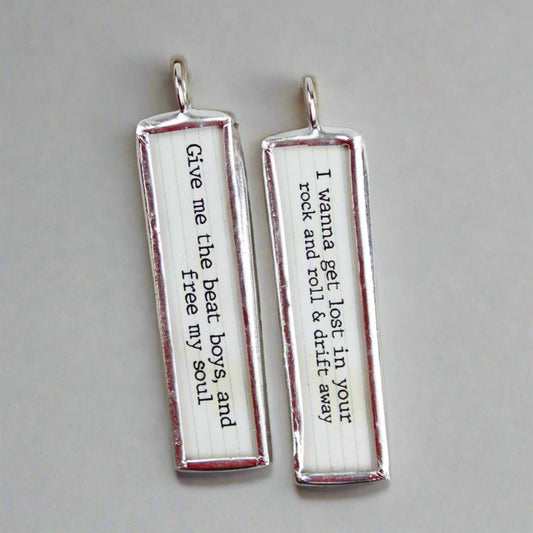 Give me the beat boys, and
free my soul
I wanna get lost in your
rock and roll & drift away